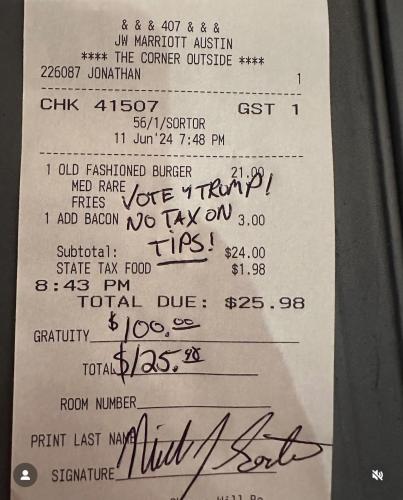 & & & 407 & & &
JW MARRIOTT AUSTIN
**** THE CORNER OUTSIDE ****
226087 JONATHAN 1
CHK 41507 GST 1
56/1/SORTOR
11 Jun'24 7:48 PM
1 OLD FASHIONED BURGER 21.00
MED RARE
FRIES VOTE 4 TRUMP!
1 ADD BACON NO TAX ON 3.00
TIPS!
Subtotal: $24.00
STATE TAX FOOD $1.98
8:43 PM
TOTAL DUE: $25.98
GRATUITY $100.00
TOTAL $125.98
ROOM NUMBER
PRINT LAST NAME
SIGNATURE